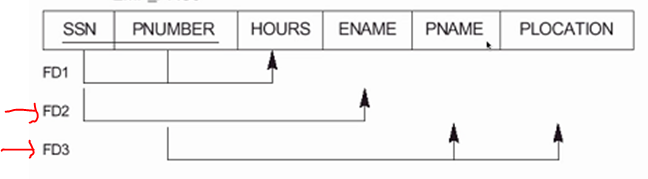 SSN PNUMBER HOURS ENAME PNAME PLOCATION
FD1
FD2
FD3